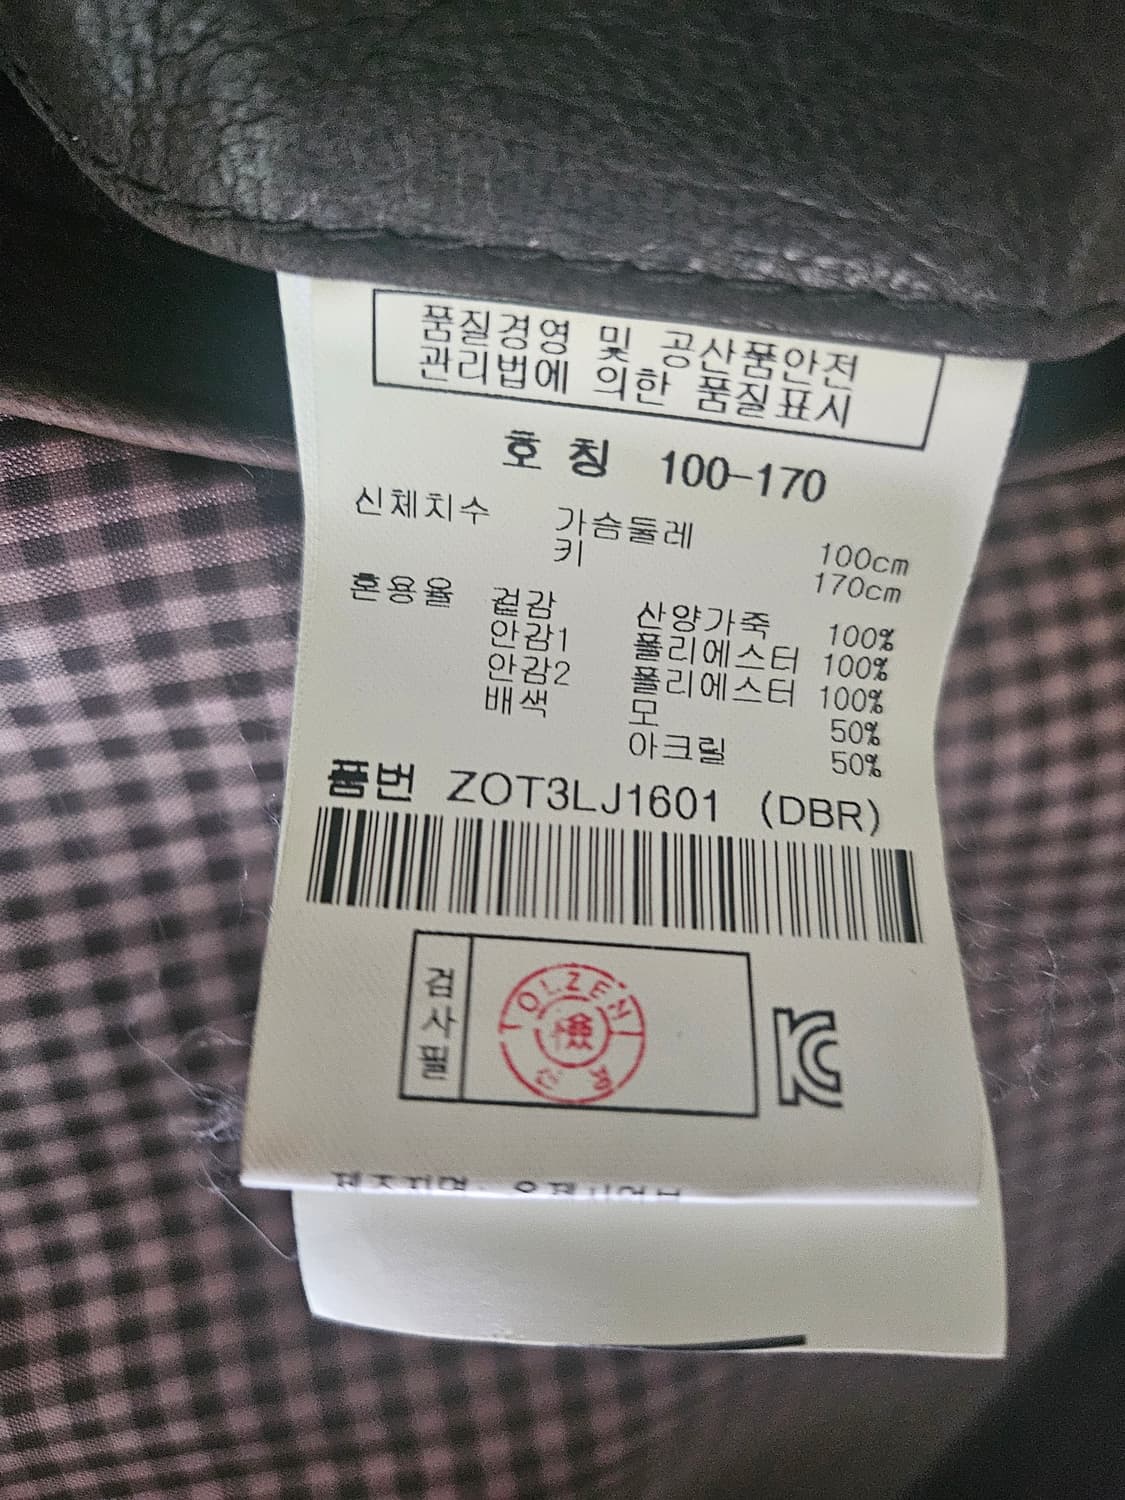 품질경영 및 공산품안전
관리법에 의한 품질표시
호 칭 100-170
신체치수 가슴둘레 100cm
키 170cm
혼용율 겉감 산양가죽 100%
안감1 폴리에스터 100%
안감2 폴리에스터 100%
배색 모 50%
아크릴 50%
품번 ZOT3LJ1601 (DBR)
검사필
OLZEN
檢